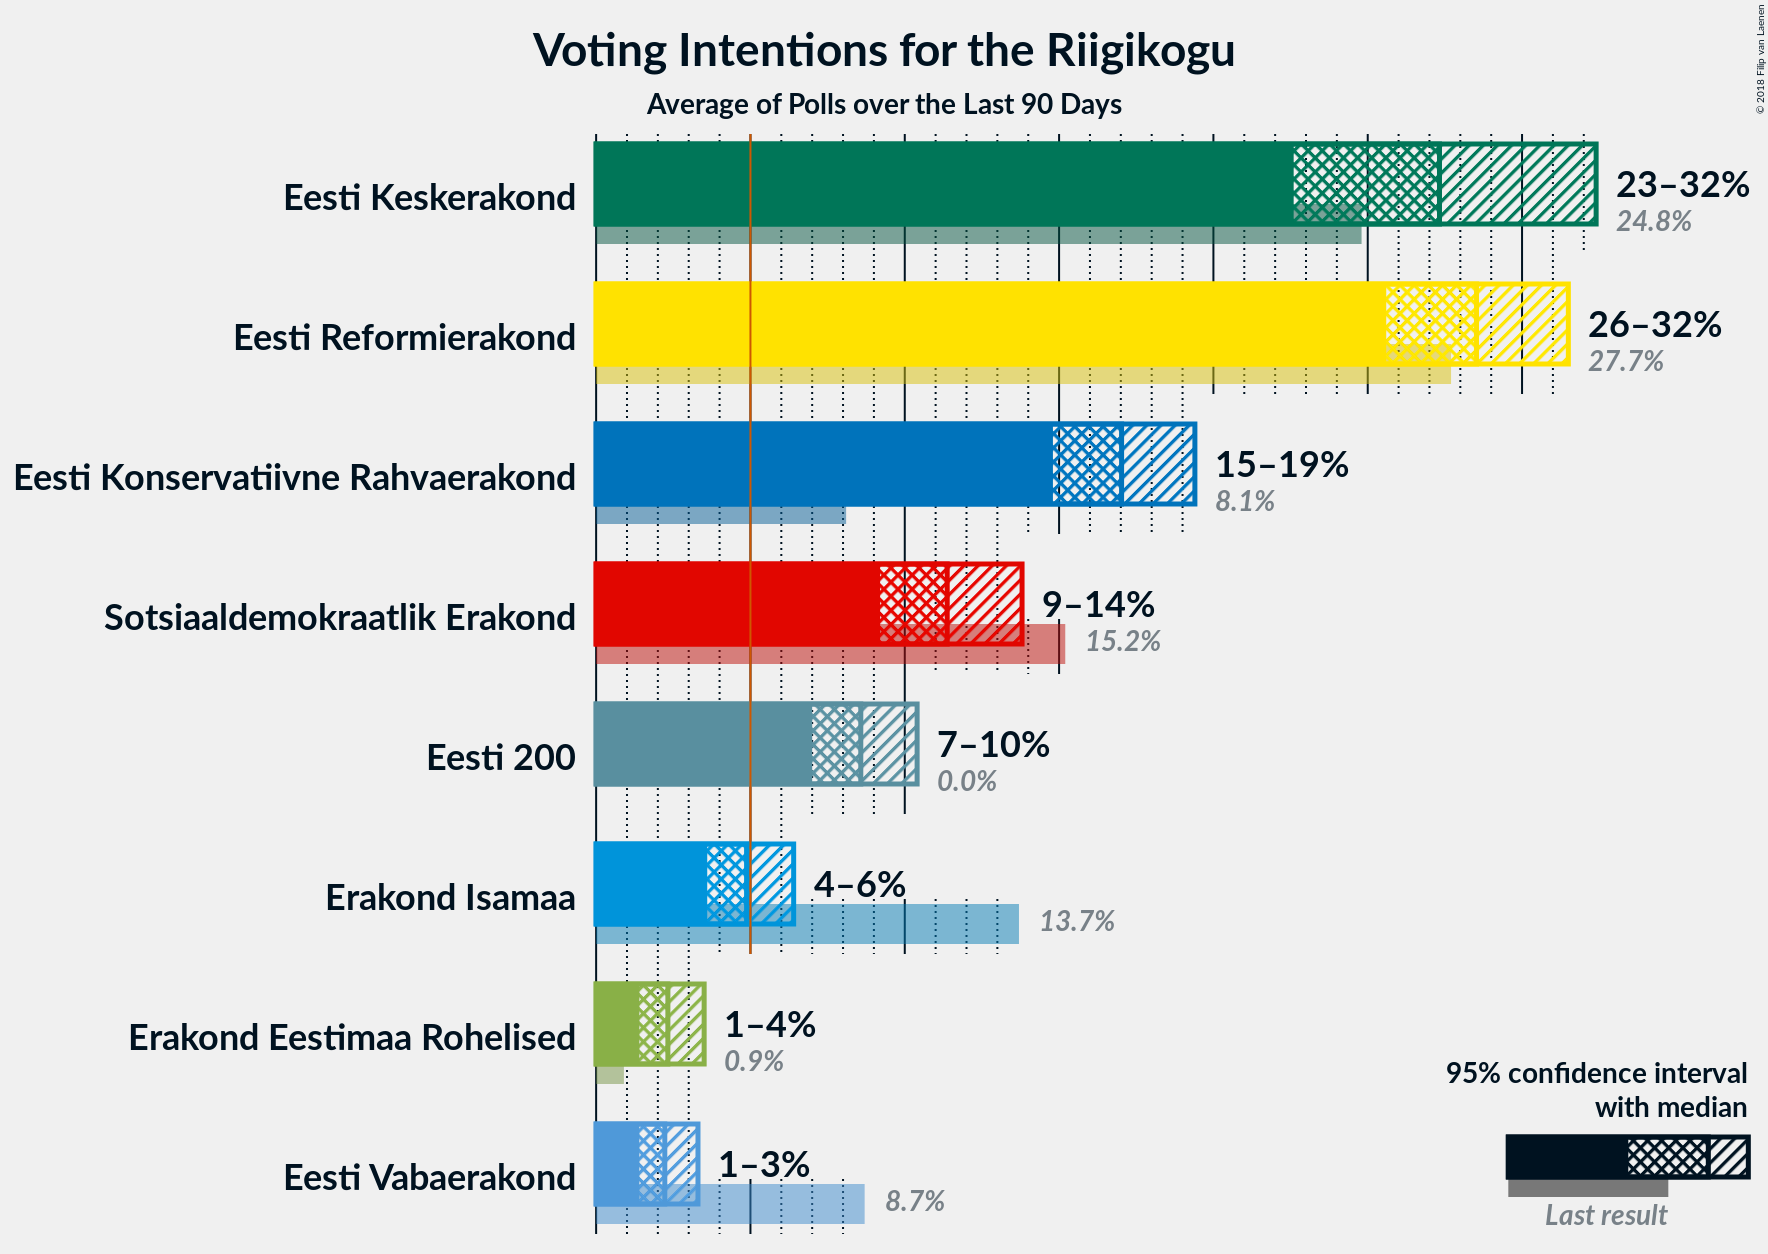 Voting Intentions for the Riigikogu
Average of Polls over the Last 90 Days
© 2018 Filip van Laenen
Eesti Keskerakond
23–32%
24.8%
Eesti Reformierakond
26–32%
27.7%
Eesti Konservatiivne Rahvaerakond
15–19%
8.1%
Sotsiaaldemokraatlik Erakond
9–14%
15.2%
Eesti 200
7–10%
0.0%
Erakond Isamaa
4–6%
13.7%
Erakond Eestimaa Rohelised
1–4%
0.9%
Eesti Vabaerakond
1–3%
8.7%
95% confidence interval
with median
Last result